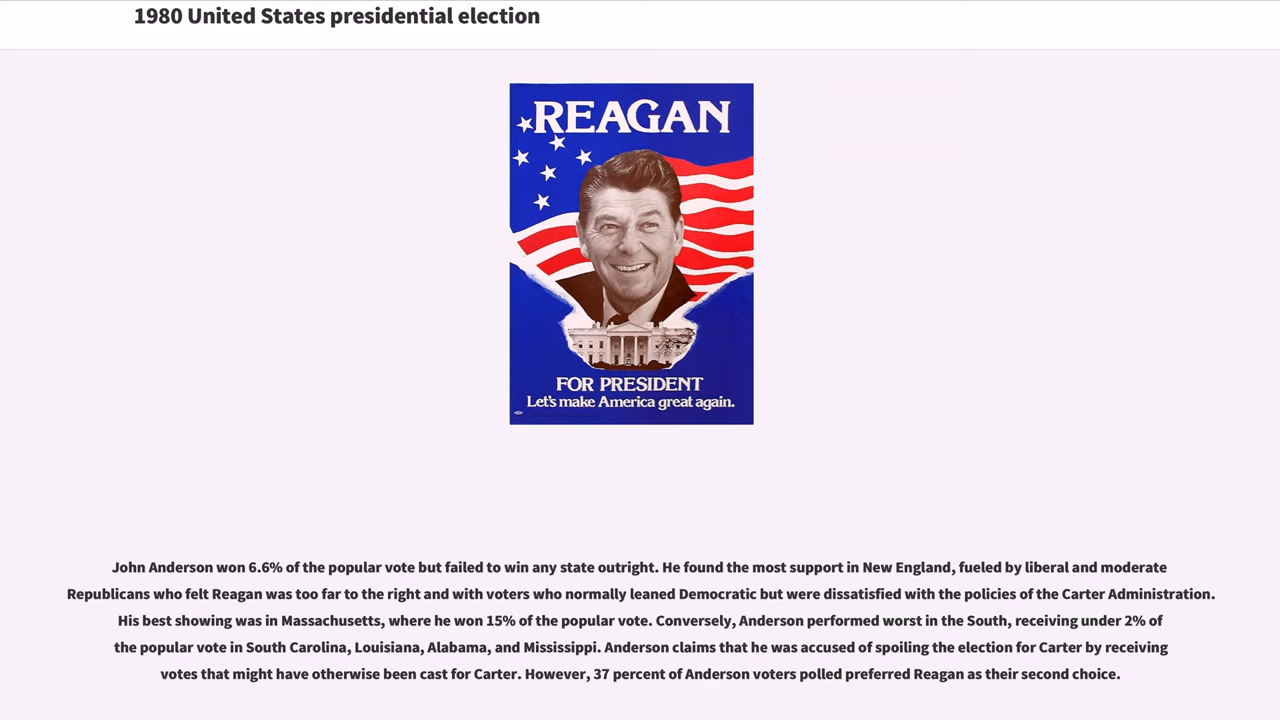 1980 United States presidential election
REAGAN
FOR PRESIDENT
Let's make America great again.
John Anderson won 6.6% of the popular vote but failed to win any state outright. He found the most support in New England, fueled by liberal and moderate
Republicans who felt Reagan was too far to the right and with voters who normally leaned Democratic but were dissatisfied with the policies of the Carter Administration.
His best showing was in Massachusetts, where he won 15% of the popular vote. Conversely, Anderson performed worst in the South, receiving under 2% of
the popular vote in South Carolina, Louisiana, Alabama, and Mississippi. Anderson claims that he was accused of spoiling the election for Carter by receiving
votes that might have otherwise been cast for Carter. However, 37 percent of Anderson voters polled preferred Reagan as their second choice.